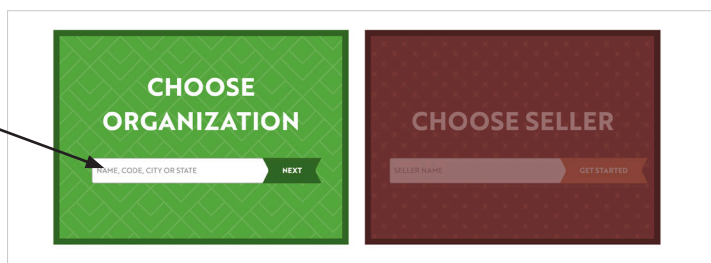 CHOOSE
ORGANIZATION
NAME, CODE, CITY OR STATE
NEXT
CHOOSE SELLER
SELLER NAME
GET STARTED